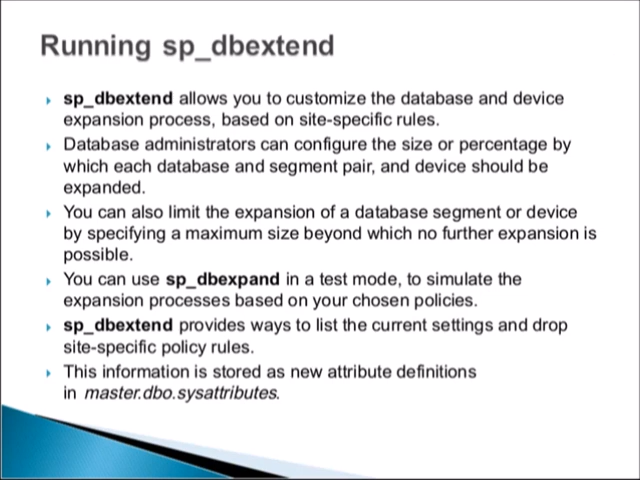 Running sp_dbextend
sp_dbextend allows you to customize the database and device
expansion process, based on site-specific rules.
Database administrators can configure the size or percentage by
which each database and segment pair, and device should be
expanded.
You can also limit the expansion of a database segment or device
by specifying a maximum size beyond which no further expansion is
possible.
You can use sp_dbexpand in a test mode, to simulate the
expansion processes based on your chosen policies.
sp_dbextend provides ways to list the current settings and drop
site-specific policy rules.
This information is stored as new attribute definitions
in master.dbo.sysattributes.